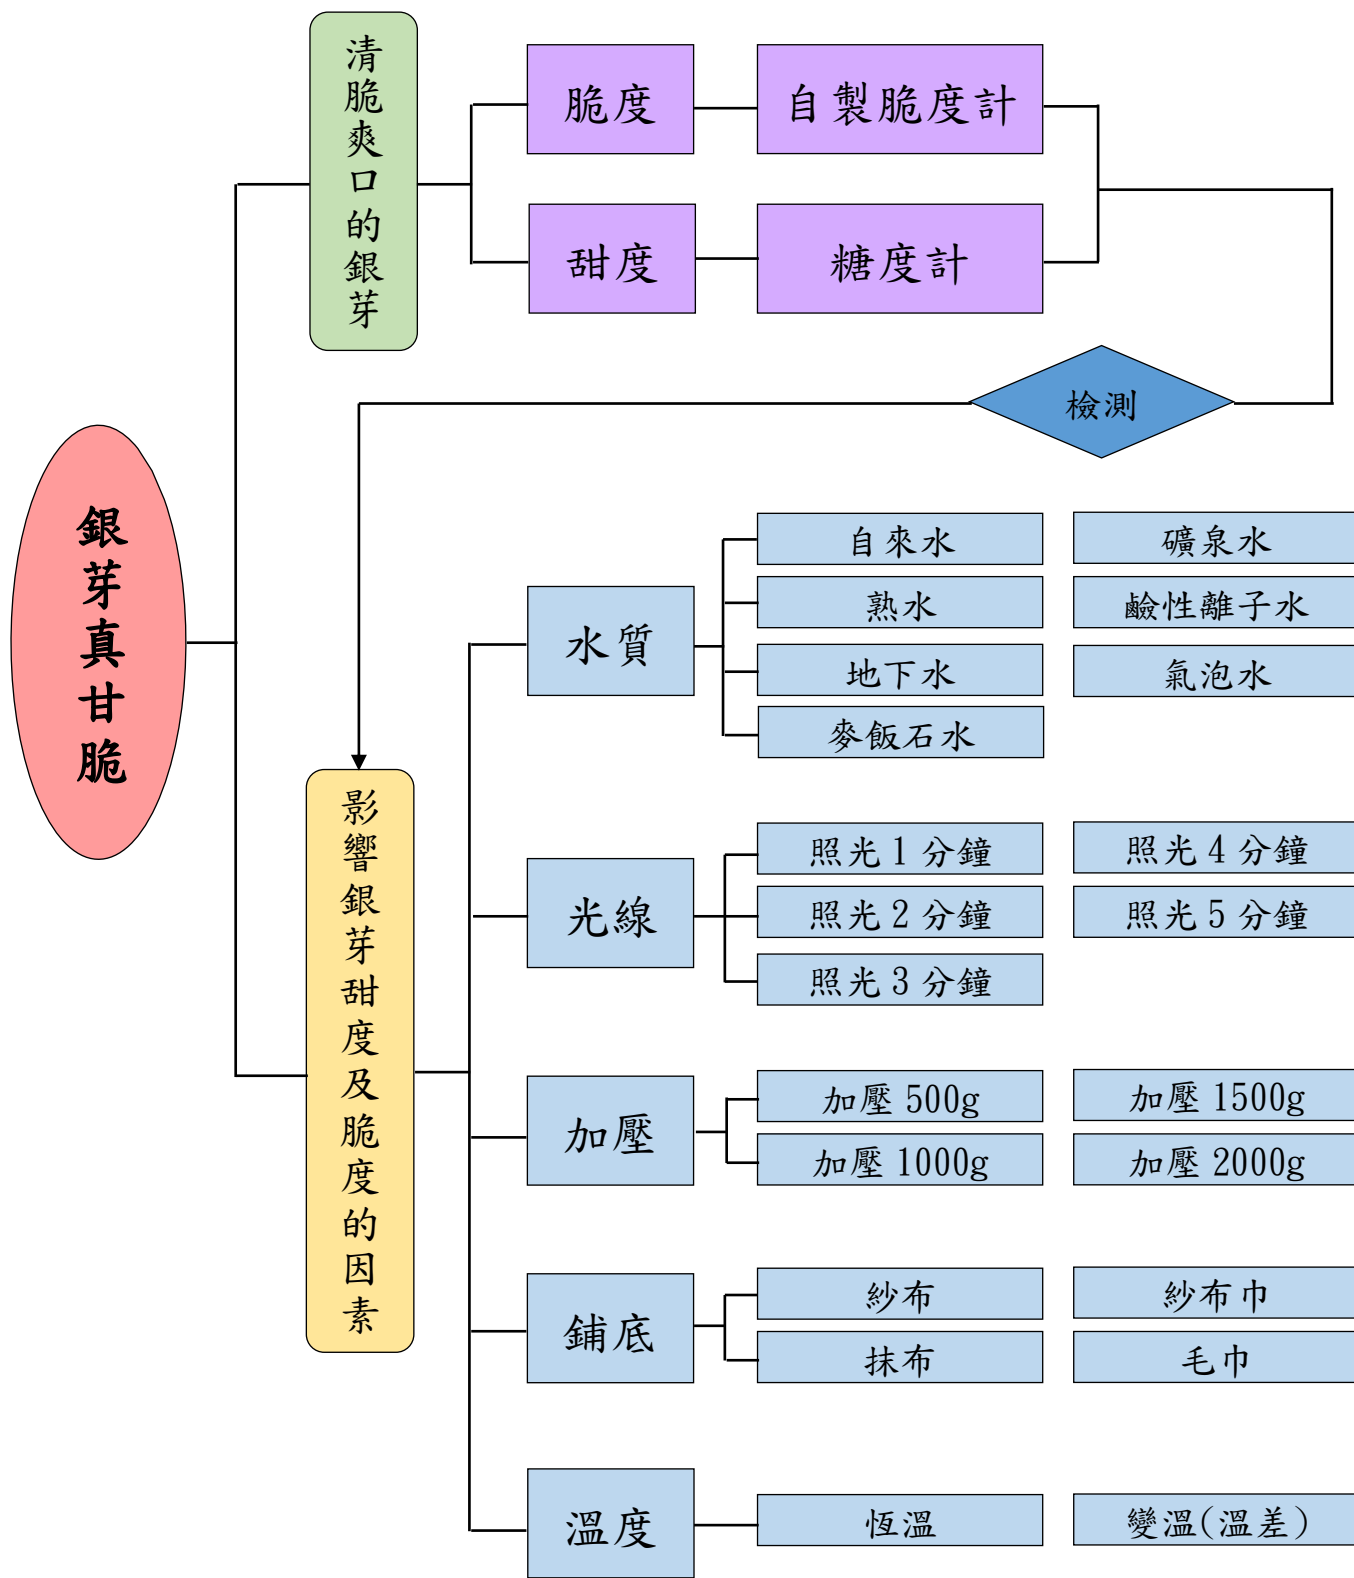 清脆爽口的銀芽
脆度
自製脆度計
甜度
糖度計
檢測
銀芽真甘脆
影響銀芽甜度及脆度的因素
水質
自來水
礦泉水
熟水
鹼性離子水
地下水
氣泡水
麥飯石水
光線
照光1分鐘
照光4分鐘
照光2分鐘
照光5分鐘
照光3分鐘
加壓
加壓 500g
加壓 1500g
加壓 1000g
加壓 2000g
鋪底
紗布
紗布巾
抹布
毛巾
溫度
恆溫
變溫(溫差)